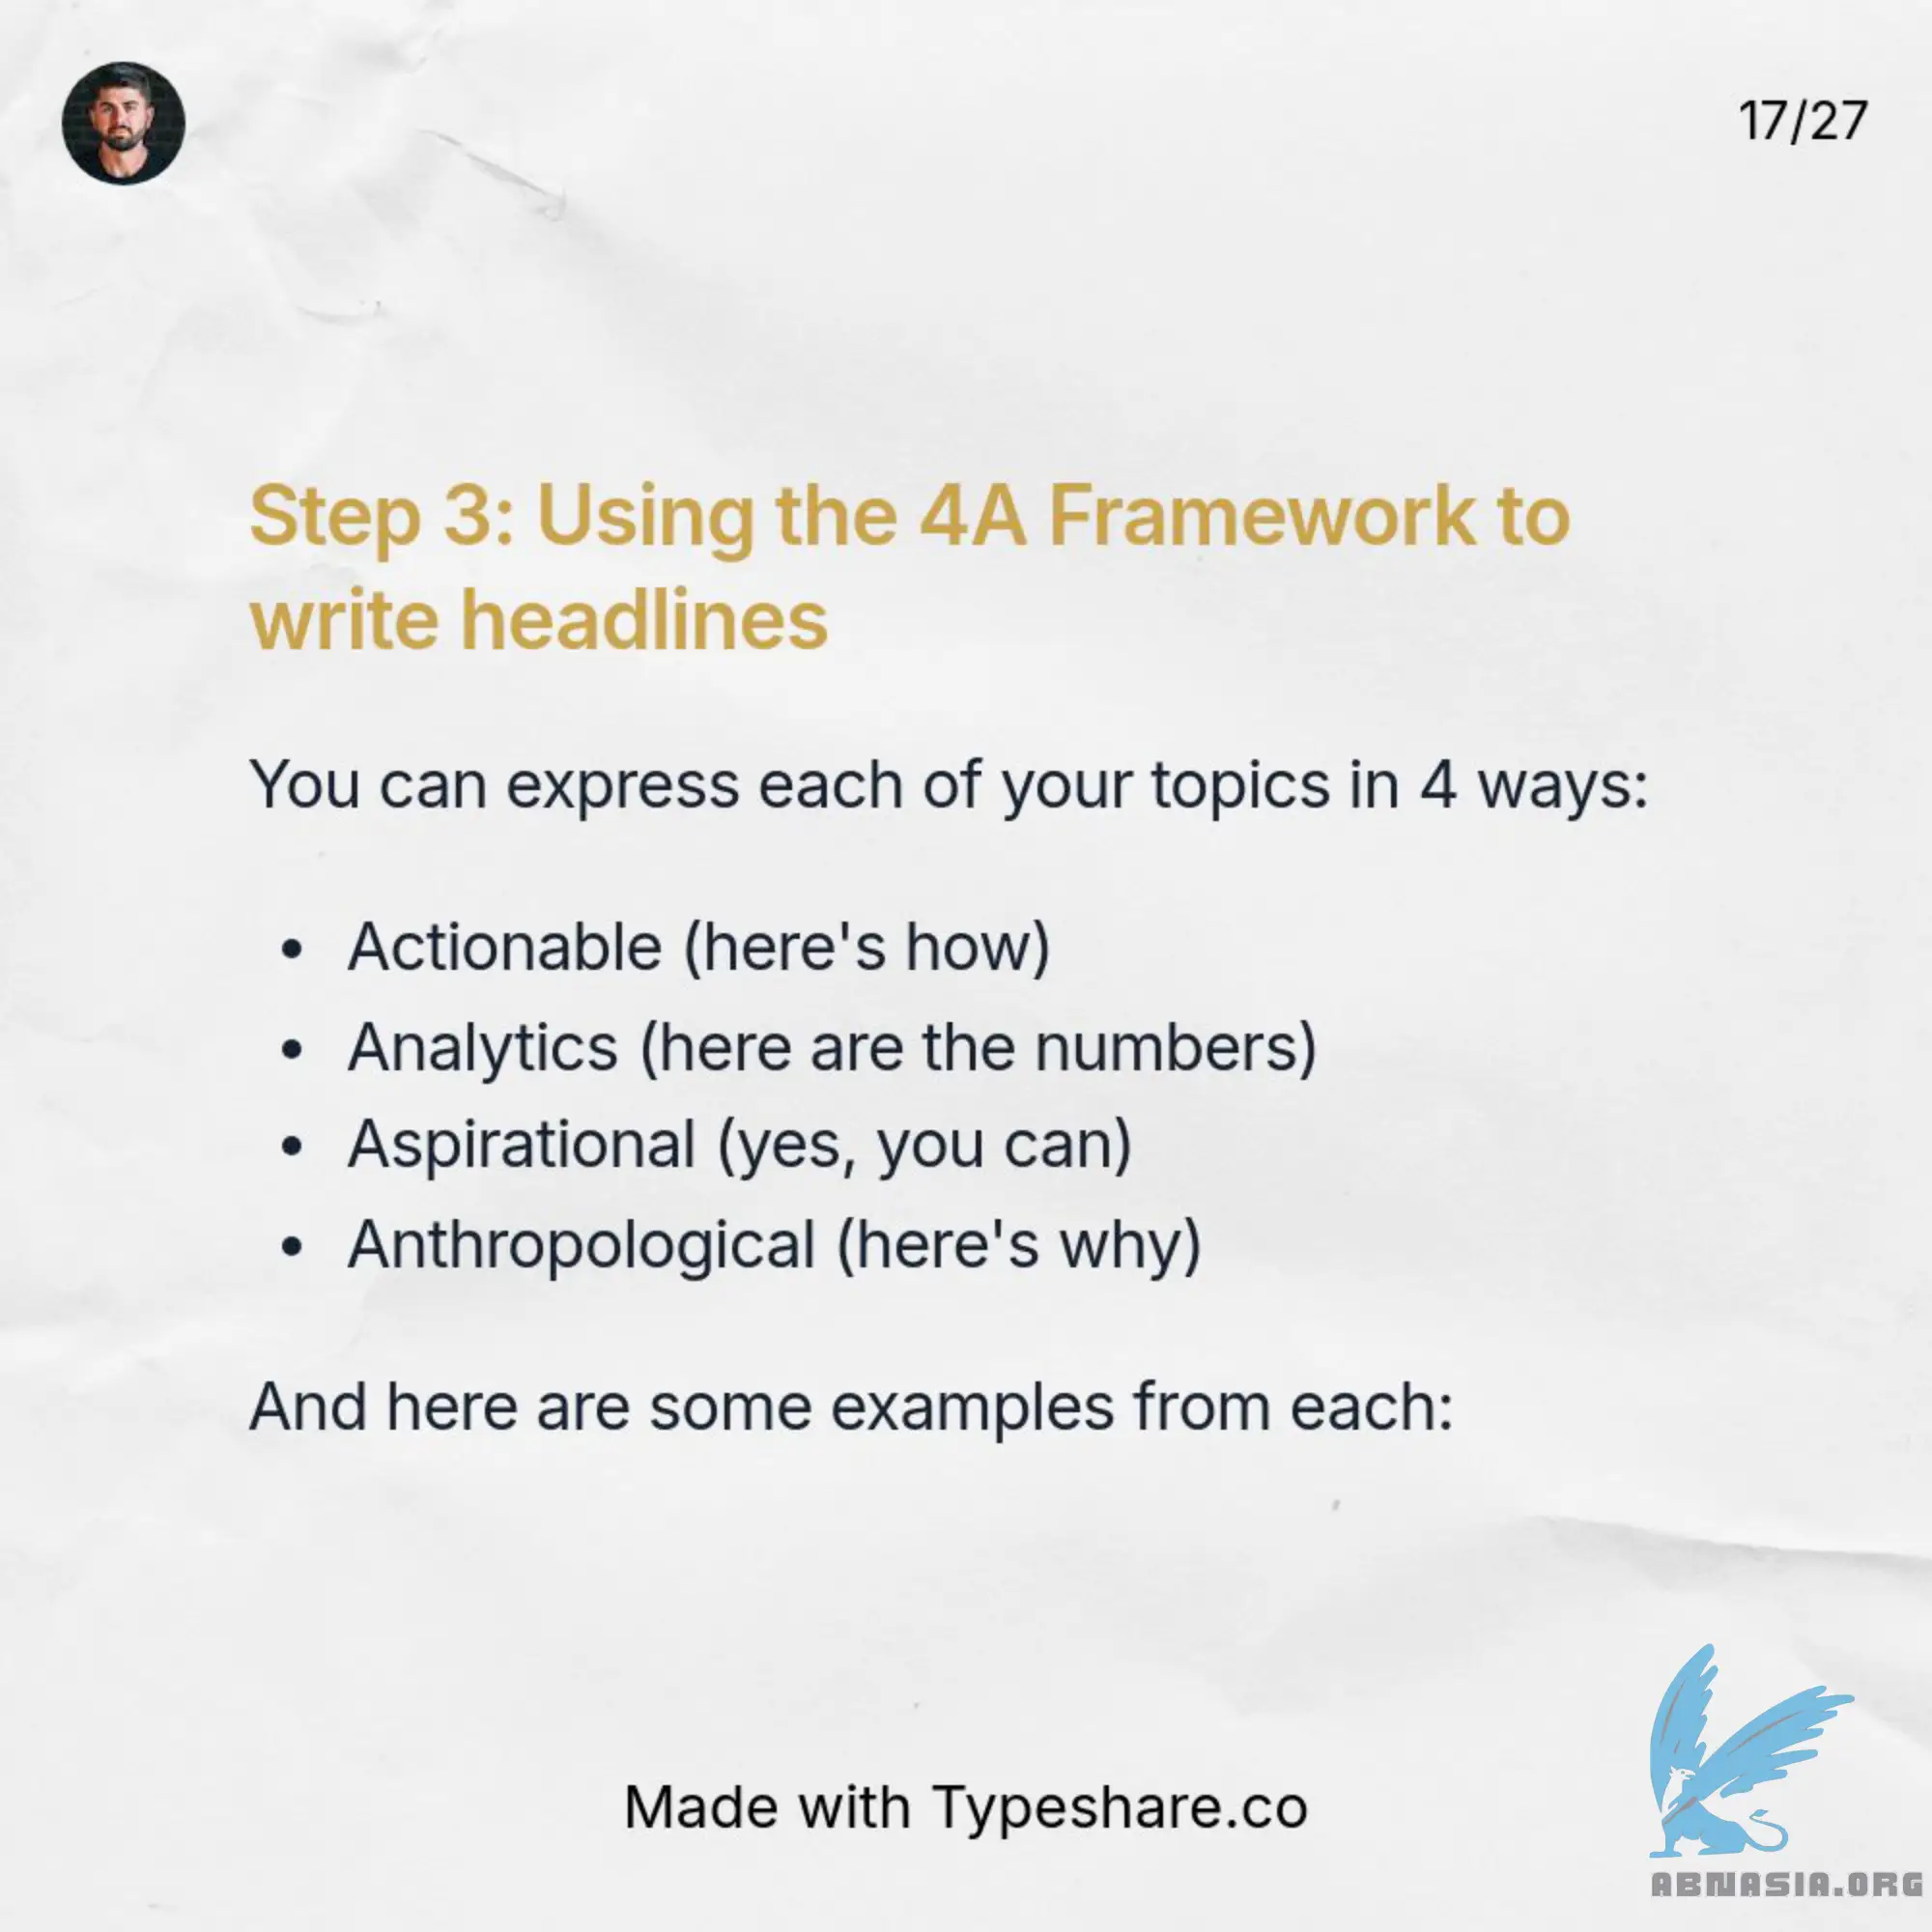 17/27
Step 3: Using the 4A Framework to
write headlines
You can express each of your topics in 4 ways:
• Actionable (here's how)
• Analytics (here are the numbers)
• Aspirational (yes, you can)
• Anthropological (here's why)
And here are some examples from each:
Made with Typeshare.co
ABNASIA.ORG